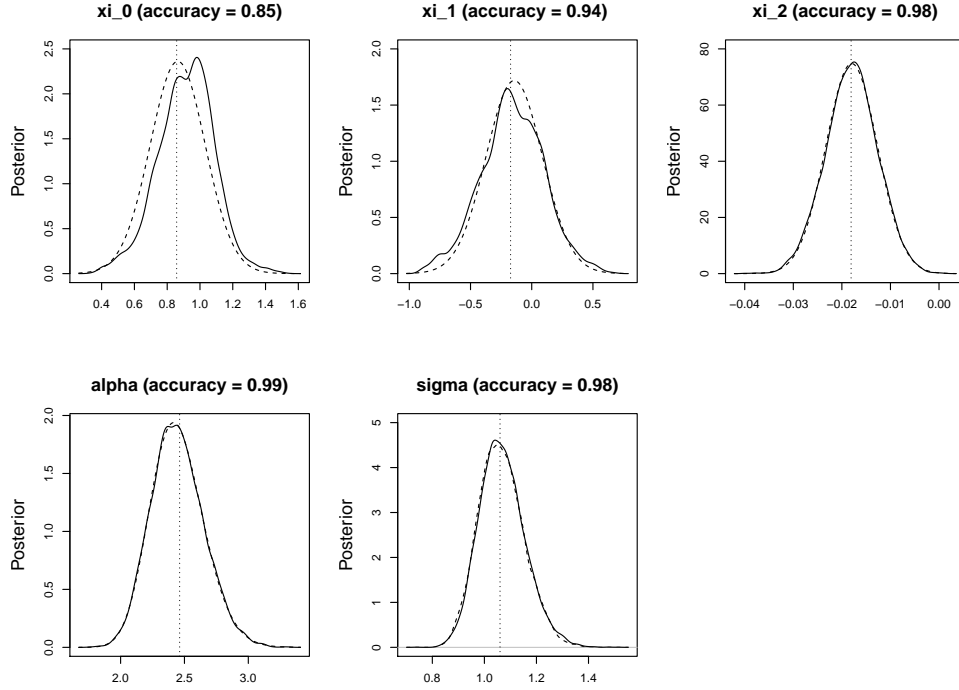 xi_0 (accuracy = 0.85)
Posterior
0.0 0.5 1.0 1.5 2.0 2.5
0.4 0.6 0.8 1.0 1.2 1.4 1.6
xi_1 (accuracy = 0.94)
Posterior
0.0 0.5 1.0 1.5 2.0
−1.0 −0.5 0.0 0.5
xi_2 (accuracy = 0.98)
Posterior
0 20 40 60 80
−0.04 −0.03 −0.02 −0.01 0.00
alpha (accuracy = 0.99)
Posterior
0.0 0.5 1.0 1.5 2.0
2.0 2.5 3.0
sigma (accuracy = 0.98)
Posterior
0 1 2 3 4 5
0.8 1.0 1.2 1.4